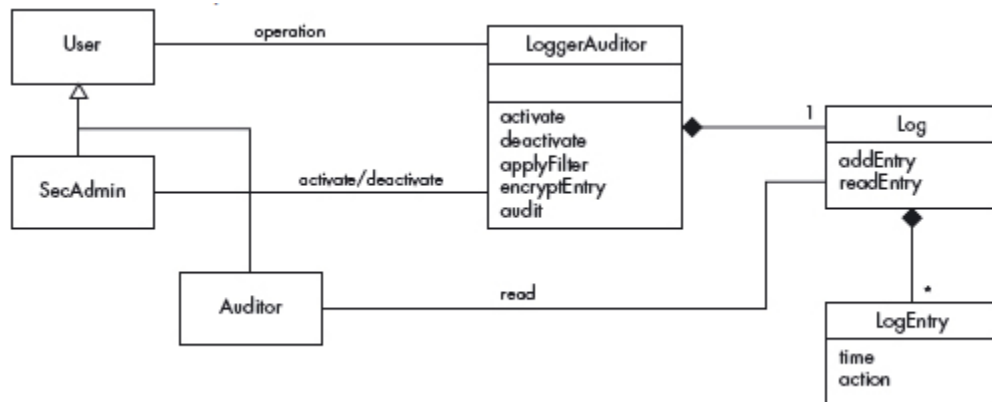 User
operation
LoggerAuditor
activate
deactivate
applyFilter
encryptEntry
audit
1
Log
addEntry
readEntry
SecAdmin
activate/deactivate
Auditor
read
*
LogEntry
time
action